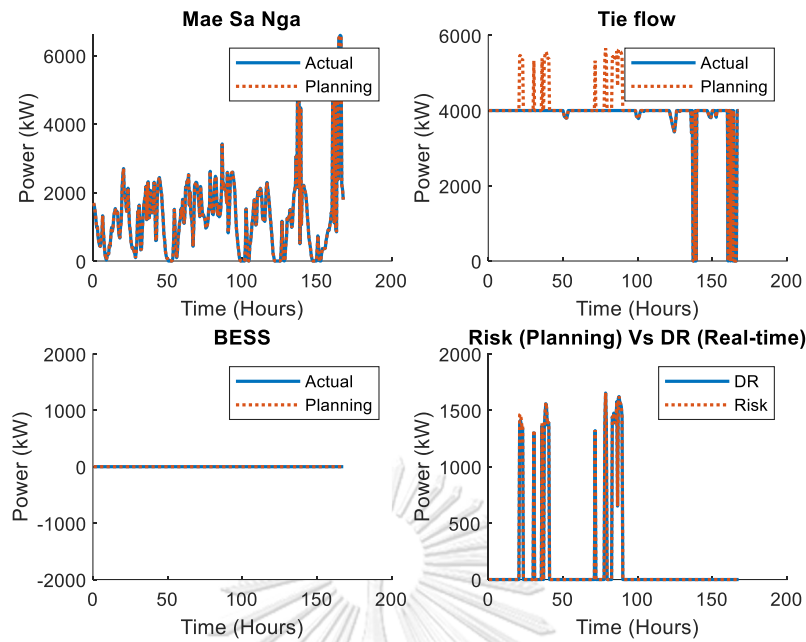 Mae Sa Nga
6000
4000
2000
0
Power (kW)
0 50 100 150 200
Time (Hours)
Actual
Planning
Tie flow
6000
4000
2000
0
Power (kW)
0 50 100 150 200
Time (Hours)
Actual
Planning
BESS
2000
1000
0
-1000
-2000
Power (kW)
0 50 100 150 200
Time (Hours)
Actual
Planning
Risk (Planning) Vs DR (Real-time)
2000
1500
1000
500
0
Power (kW)
0 50 100 150 200
Time (Hours)
DR
Risk